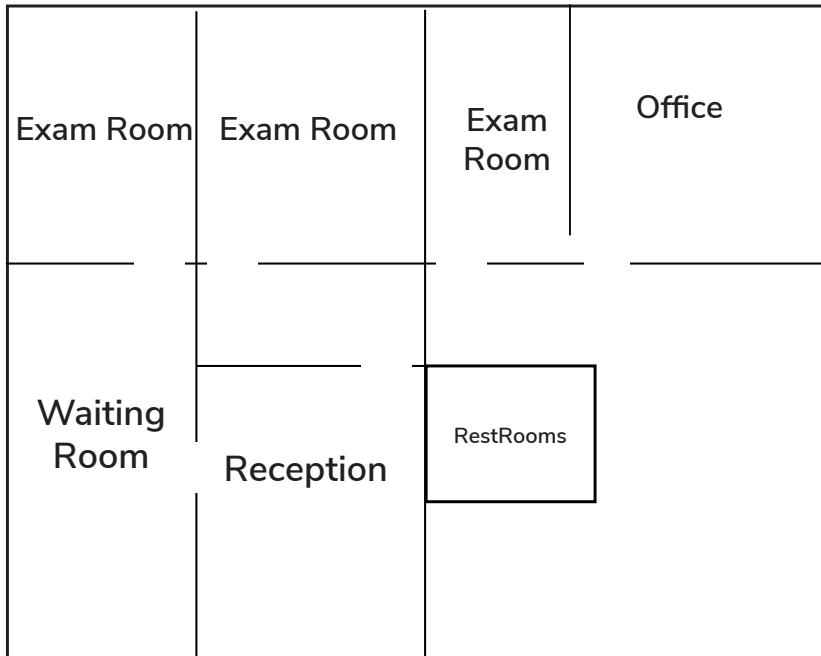 Exam Room
Exam Room
Exam
Room
Office
Waiting
Room
Reception
RestRooms